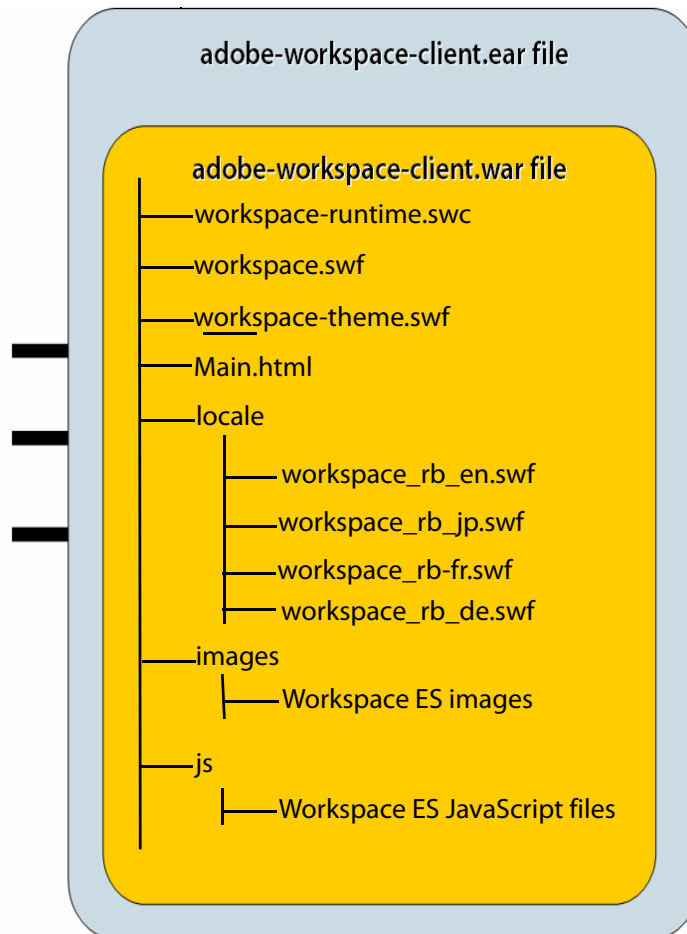 adobe-workspace-client.ear file
adobe-workspace-client.war file
workspace-runtime.swc
workspace.swf
workspace-theme.swf
Main.html
locale
workspace_rb_en.swf
workspace_rb_jp.swf
workspace_rb-fr.swf
workspace_rb_de.swf
images
Workspace ES images
js
Workspace ES JavaScript files